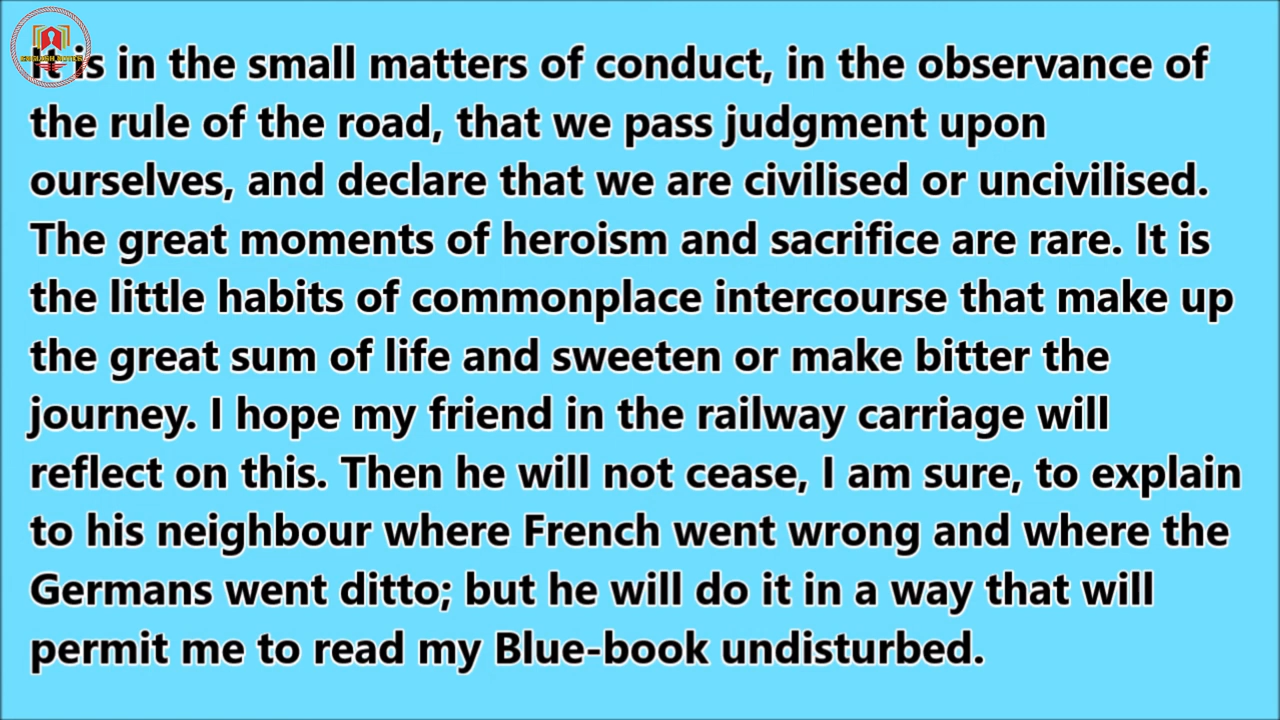 It is in the small matters of conduct, in the observance of
the rule of the road, that we pass judgment upon
ourselves, and declare that we are civilised or uncivilised.
The great moments of heroism and sacrifice are rare. It is
the little habits of commonplace intercourse that make up
the great sum of life and sweeten or make bitter the
journey. I hope my friend in the railway carriage will
reflect on this. Then he will not cease, I am sure, to explain
to his neighbour where French went wrong and where the
Germans went ditto; but he will do it in a way that will
permit me to read my Blue-book undisturbed.